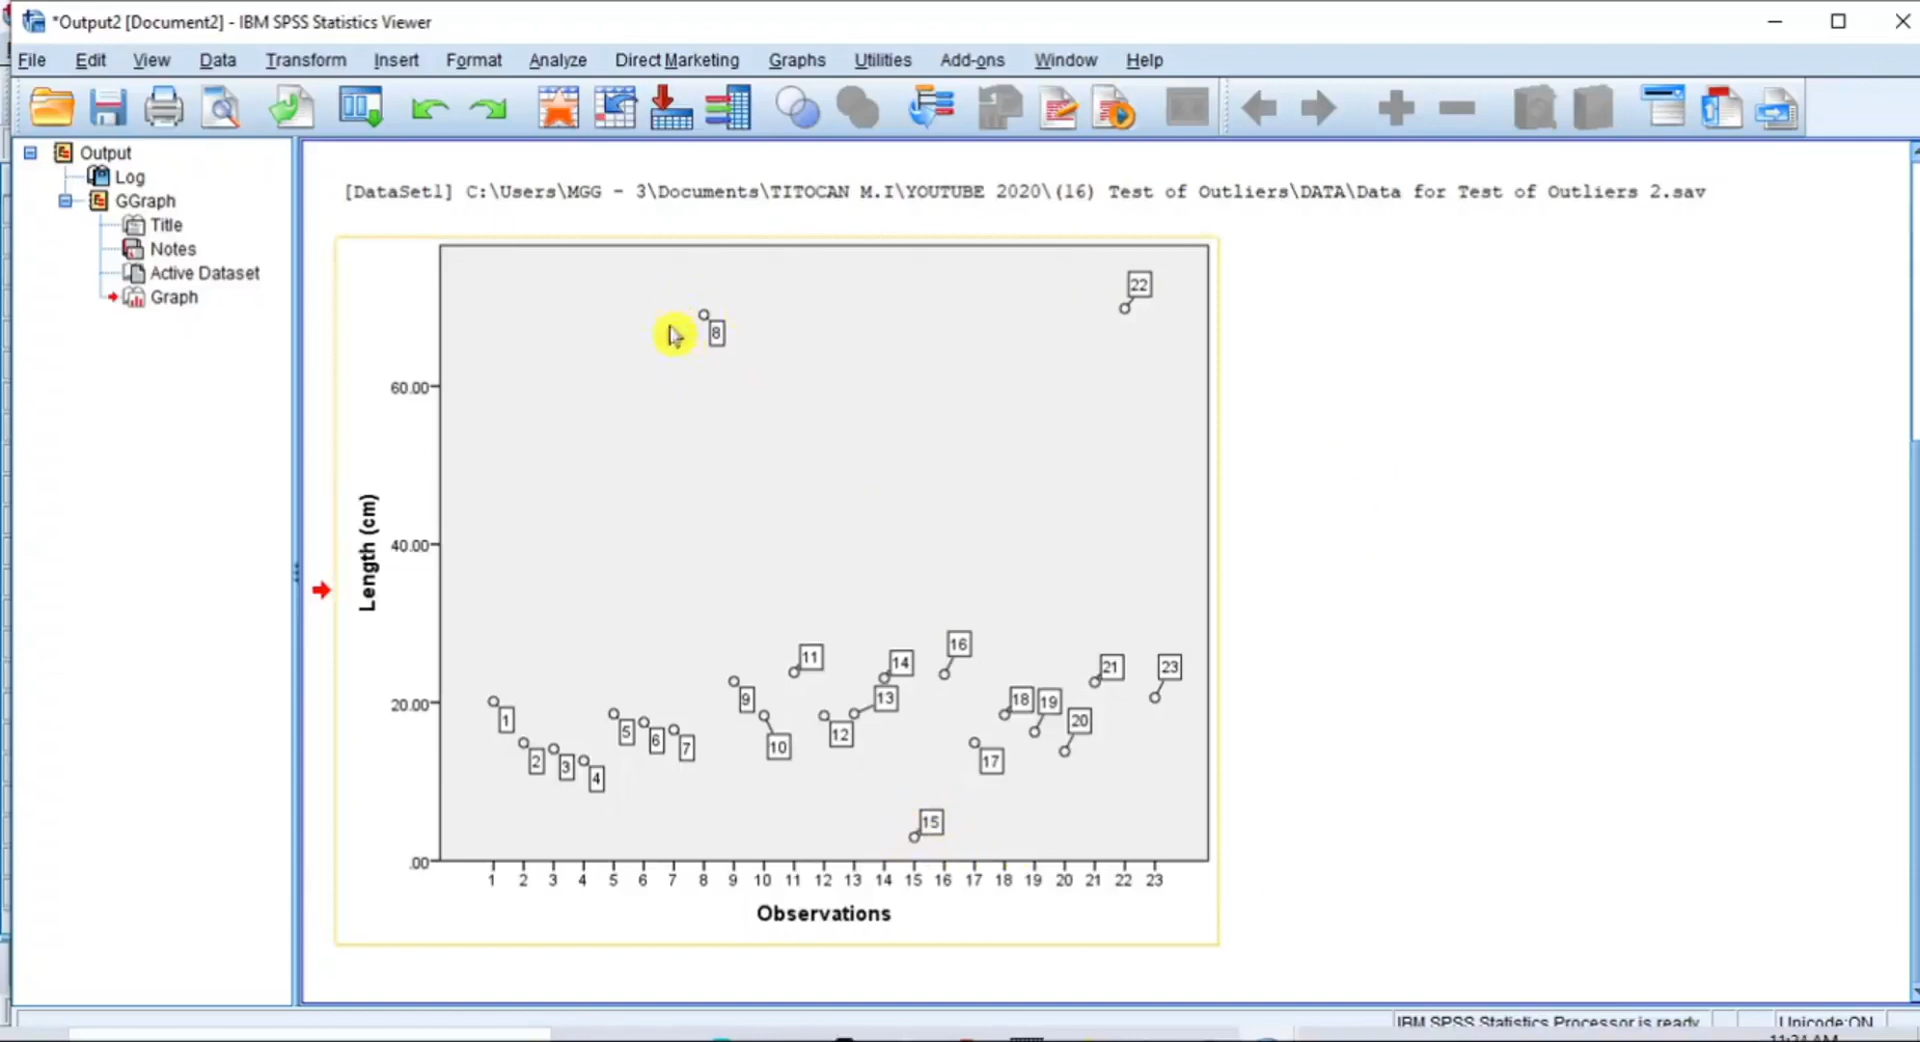 *Output2 [Document2] - IBM SPSS Statistics Viewer
File Edit View Data Transform Insert Format Analyze Direct Marketing Graphs Utilities Add-ons Window Help
Output
Log
GGraph
Title
Notes
Active Dataset
Graph
[DataSet1] C:\Users\MGG - 3\Documents\TITOCAN M.I\YOUTUBE 2020\(16) Test of Outliers\DATA\Data for Test of Outliers 2.sav
22
8
60.00
Length (cm)
40.00
16
11
14
21
23
13
18
19
9
20.00
1
20
5
12
6
10
7
2
3
17
4
15
.00
1 2 3 4 5 6 7 8 9 10 11 12 13 14 15 16 17 18 19 20 21 22 23
Observations
IBM SPSS Statistics Processor is ready
Unicode:ON
11:24 AM